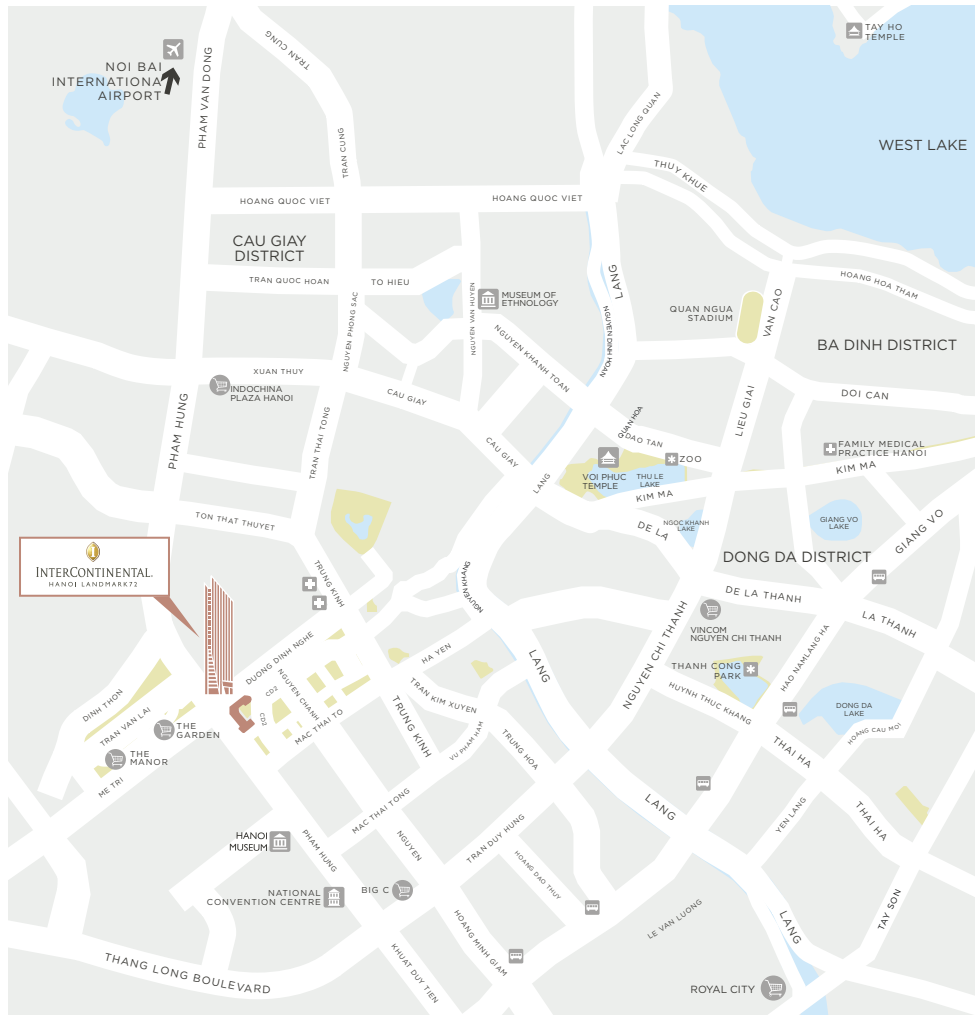 TAY HO
TEMPLE
TRAN CUNG
NOI BAI
INTERNATIONA
AIRPORT
PHAM VAN DONG
LAC LONG QUAN
WEST LAKE
TRAN CUNG
THUY KHUE
HOANG QUOC VIET
HOANG QUOC VIET
CAU GIAY
DISTRICT
TRAN QUOC HOAN
TO HIEU
LANG
HOANG HOA THAM
MUSEUM OF
ETHNOLOGY
NGUYEN VAN HUYEN
NGUYEN PHONG SAC
QUAN NGUA
STADIUM
VAN CAO
NGUYEN DINH HOAN
NGUYEN KHANH TOAN
BA DINH DISTRICT
XUAN THUY
INDOCHINA
PLAZA HANOI
CAU GIAY
DOI CAN
LIEU GIAI
PHAM HUNG
TRAN THAI TONG
QUAN HOA
DAO TAN
CAU GIAY
FAMILY MEDICAL
PRACTICE HANOI
ZOO
KIM MA
LANG
VOI PHUC
TEMPLE
THU LE
LAKE
KIM MA
TON THAT THUYET
DE LA
NGOC KHANH
LAKE
GIANG VO
LAKE
GIANG VO
INTERCONTINENTAL.
HANOI LANDMARK72
DONG DA DISTRICT
TRUNG KINH
NGUYEN KHANG
DE LA THANH
LA THANH
VINCOM
NGUYEN CHI THANH
DUONG DINH NGHE
HA YEN
LANG
NGUYEN CHI THANH
THANH CONG
PARK
HAO NAMLANG HA
HUYNH THUC KHANG
CD2
NGUYEN CHANH
TRAN KIM XUYEN
DINH THON
TRAN VAN LAI
THE
GARDEN
CD2
MAC THAI TO
TRUNG KINH
VU PHAM HAM
TRUNG HOA
DONG DA
LAKE
HOANG CAU MOI
THE
MANOR
ME TRI
THAI HA
LANG
YEN LANG
THAI HA
MAC THAI TONG
HANOI
MUSEUM
PHAM HUNG
NGUYEN
TRAN DUY HUNG
HOANG DAO THUY
NATIONAL
CONVENTION CENTRE
BIG C
LE VAN LUONG
TAY SON
LANG
HOANG MINH GIAM
KHUAT DUY TIEN
THANG LONG BOULEVARD
ROYAL CITY